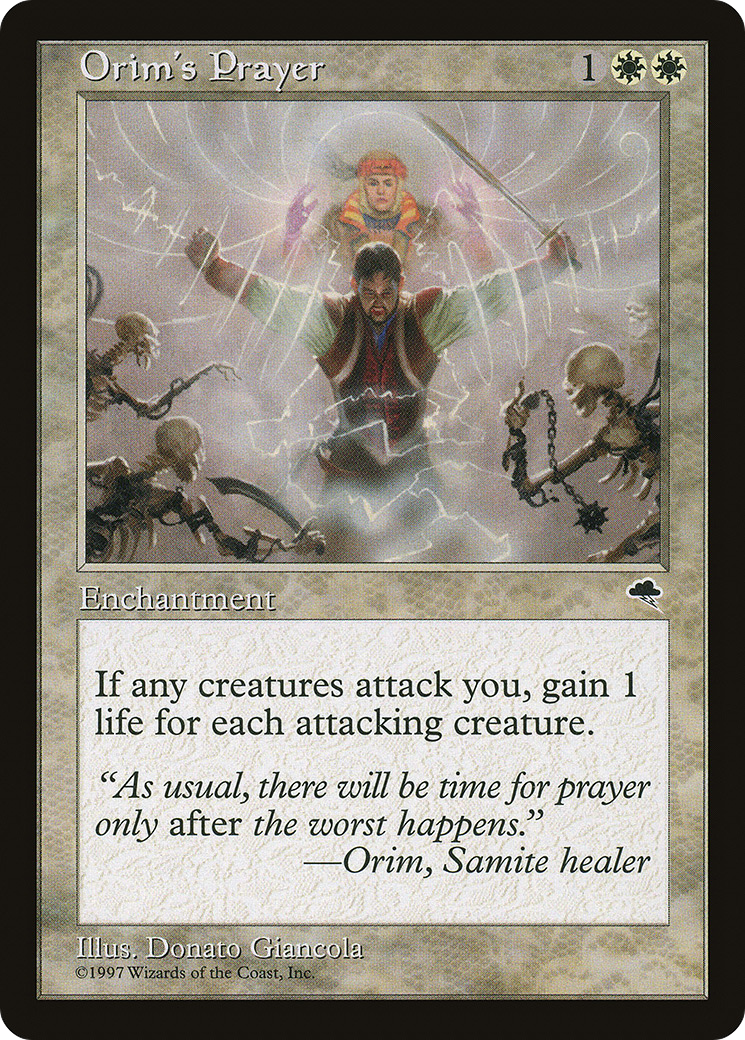 Orim's Prayer 1
Enchantment
If any creatures attack you, gain 1
life for each attacking creature.
“As usual, there will be time for prayer
only after the worst happens.”
—Orim, Samite healer
Illus. Donato Giancola
©1997 Wizards of the Coast, Inc.